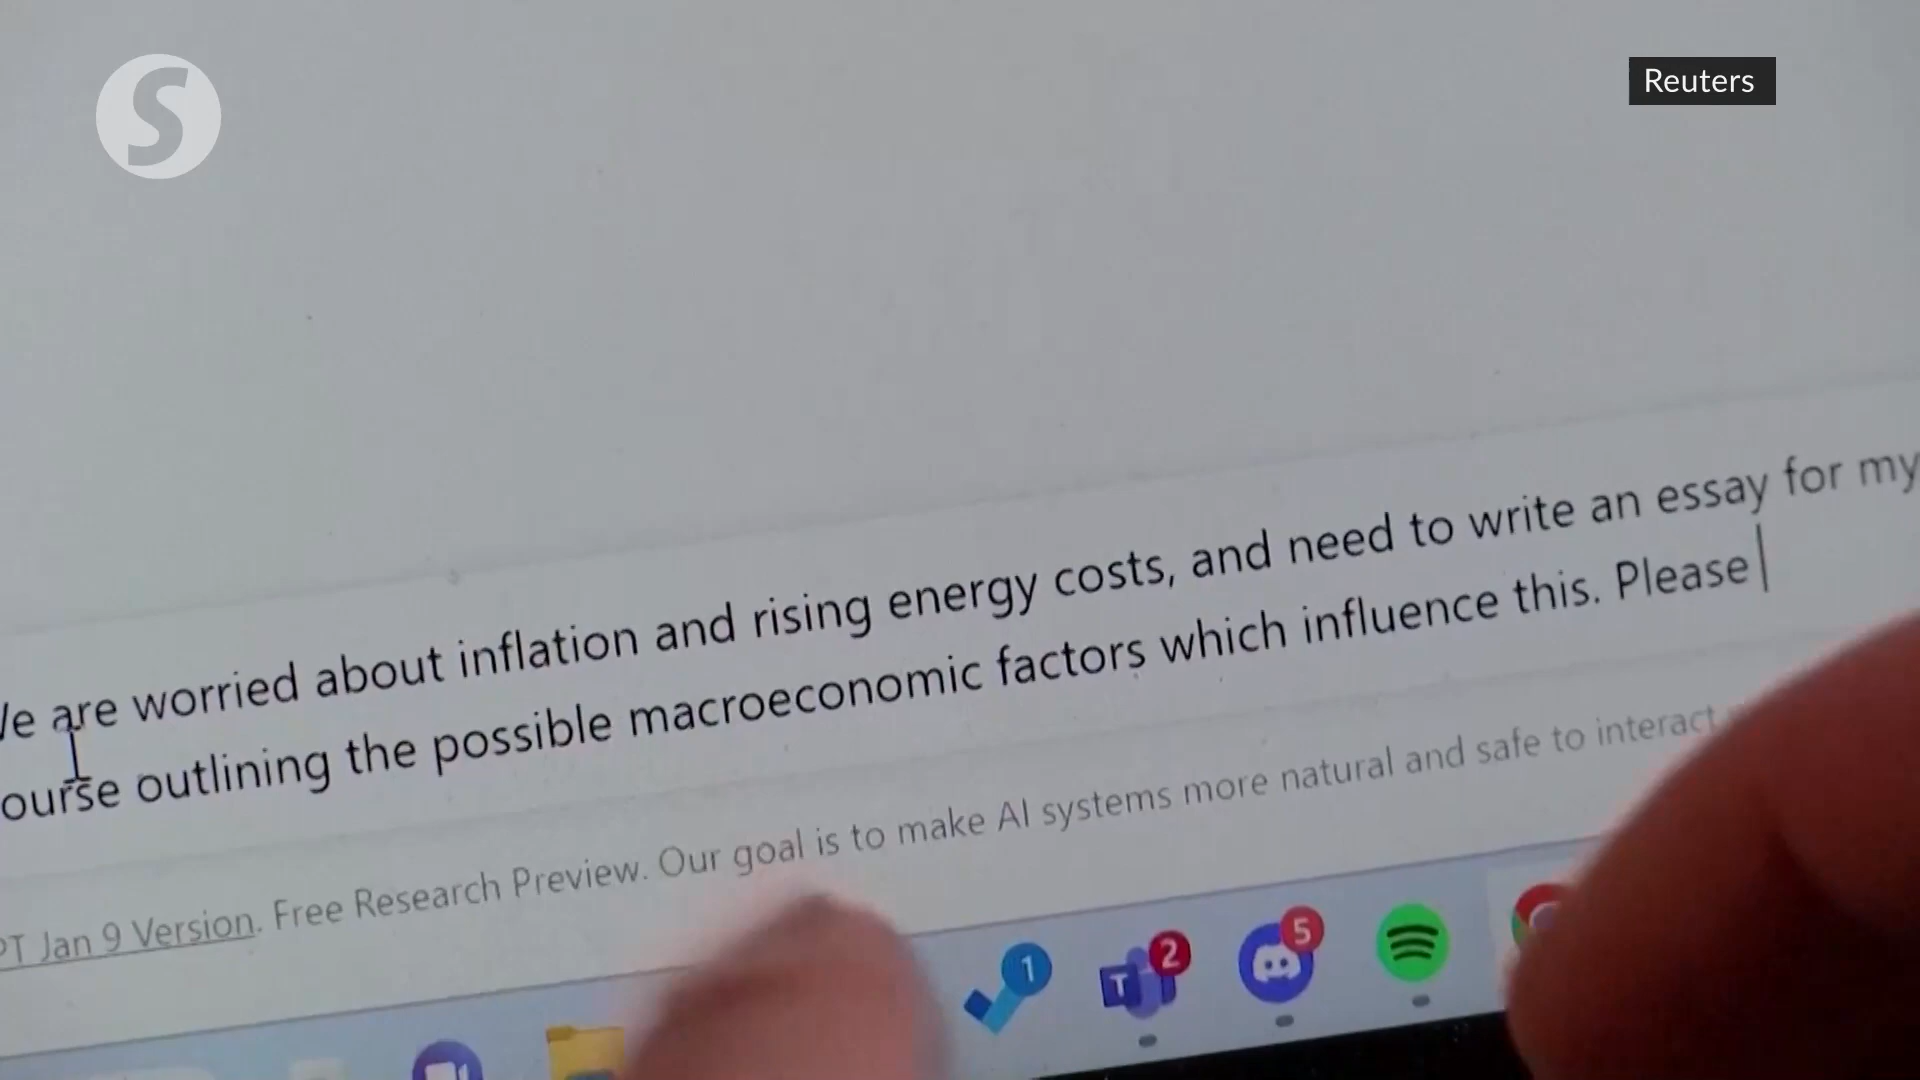 S
Reuters
We are worried about inflation and rising energy costs, and need to write an essay for my
ourse outlining the possible macroeconomic factors which influence this. Please
PT Jan 9 Version. Free Research Preview. Our goal is to make AI systems more natural and safe to interact
1
T 2
5